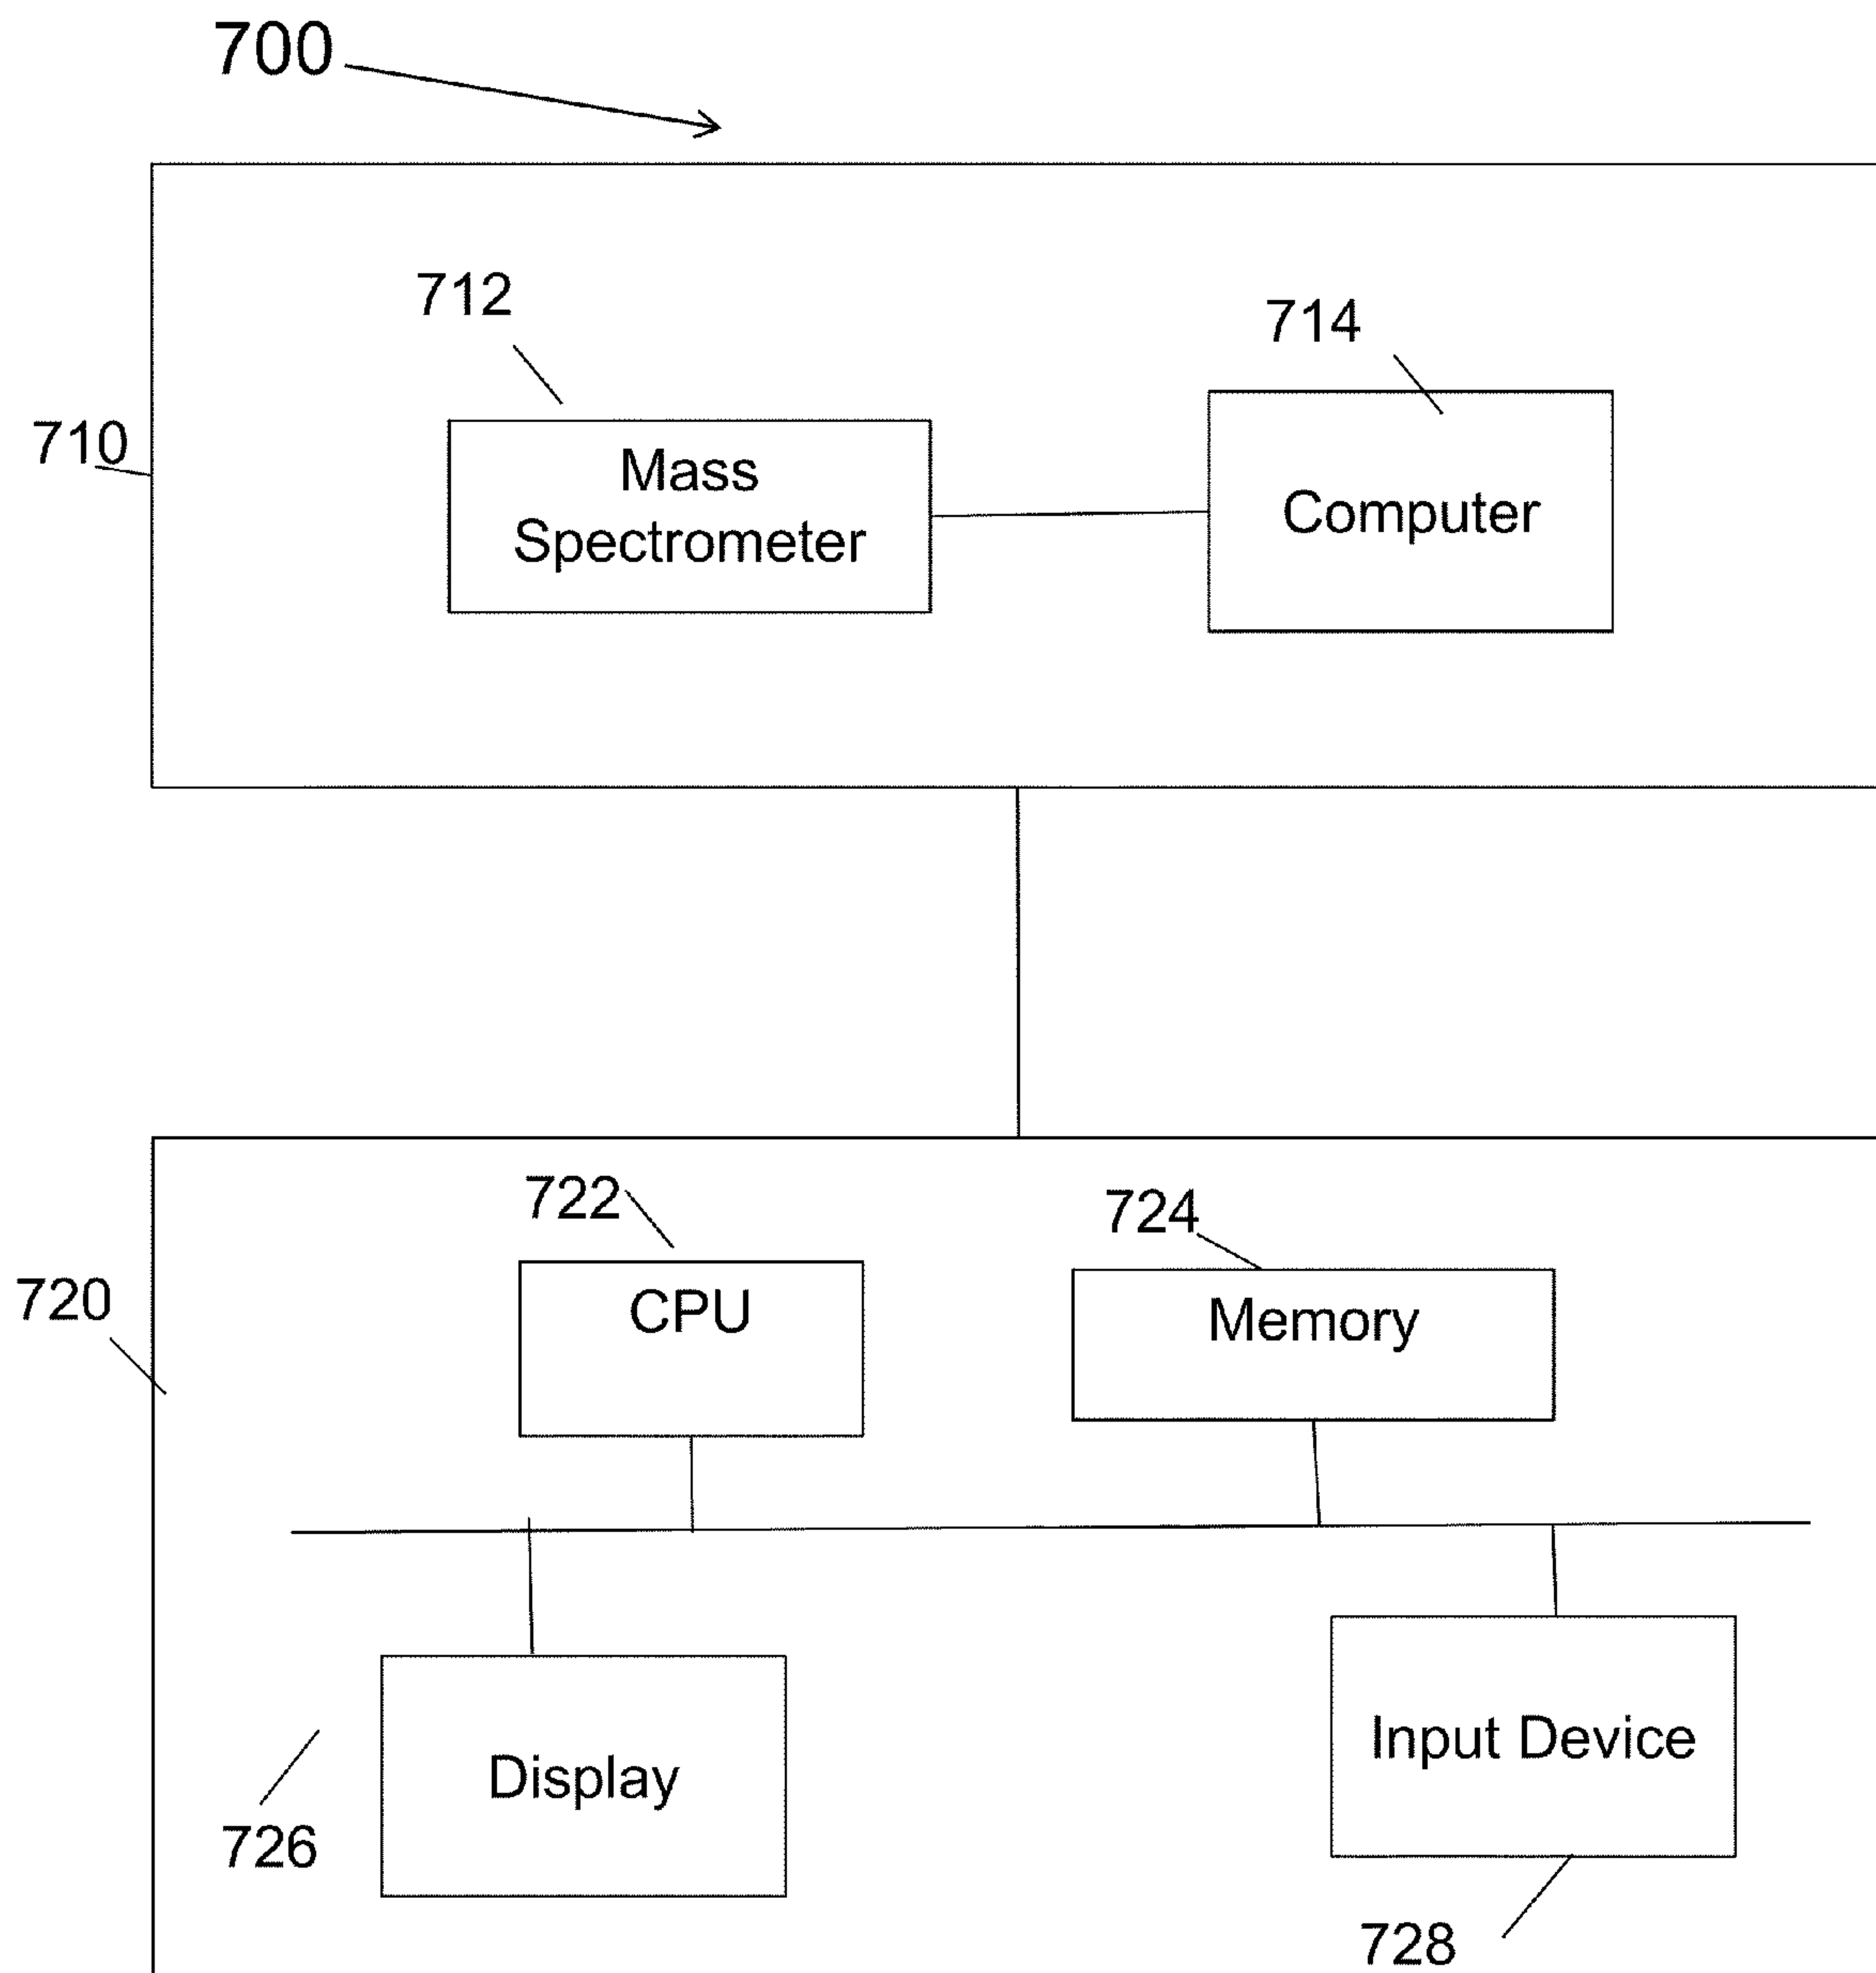 700
712
714
710
Mass
Spectrometer
Computer
722
724
720
CPU
Memory
Input Device
Display
726
728